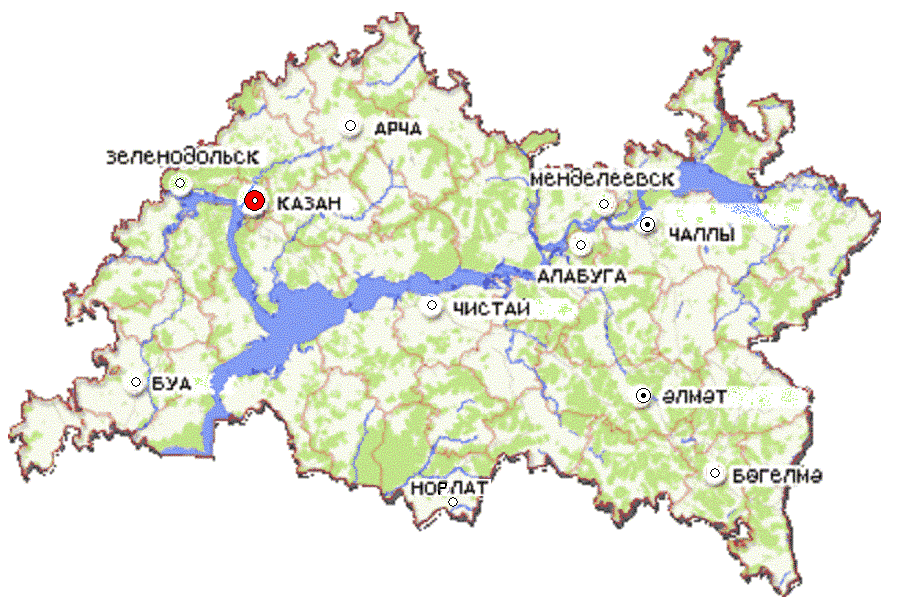 АРЧА
зеленодольск
менделеевск
КАЗАН
ЧАЛЛЫ
АЛАБУГА
ЧИСТАЙ
БУА
ӘЛМӘТ
БӨГЕЛМӘ
НОРЛАТ